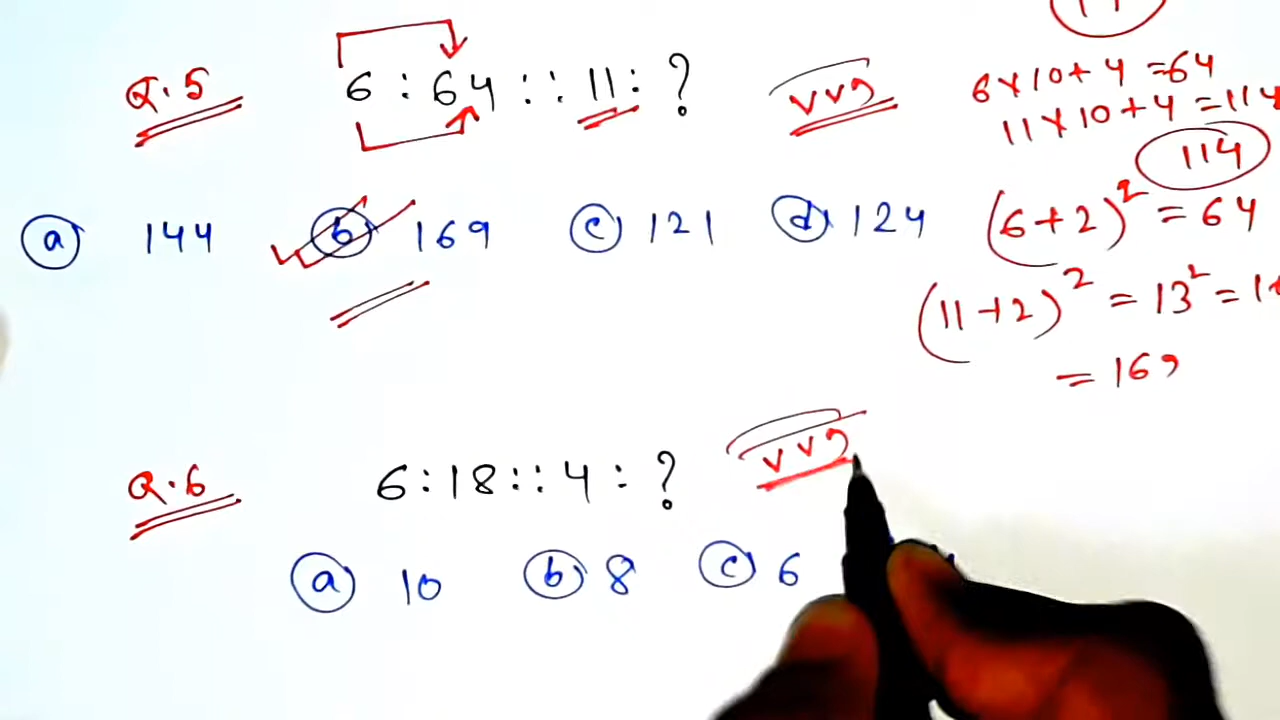 Q.5 6 : 64 :: 11 : ? VVI
6×10+4 =64
11×10+4 =114
114
ⓐ 144 ⓑ 169 ⓒ 121 ⓓ 124
(6+2)² = 64
(11+2)² = 13² = 1
= 169
Q.6 6 : 18 :: 4 : ? VVI
ⓐ 10 ⓑ 8 ⓒ 6